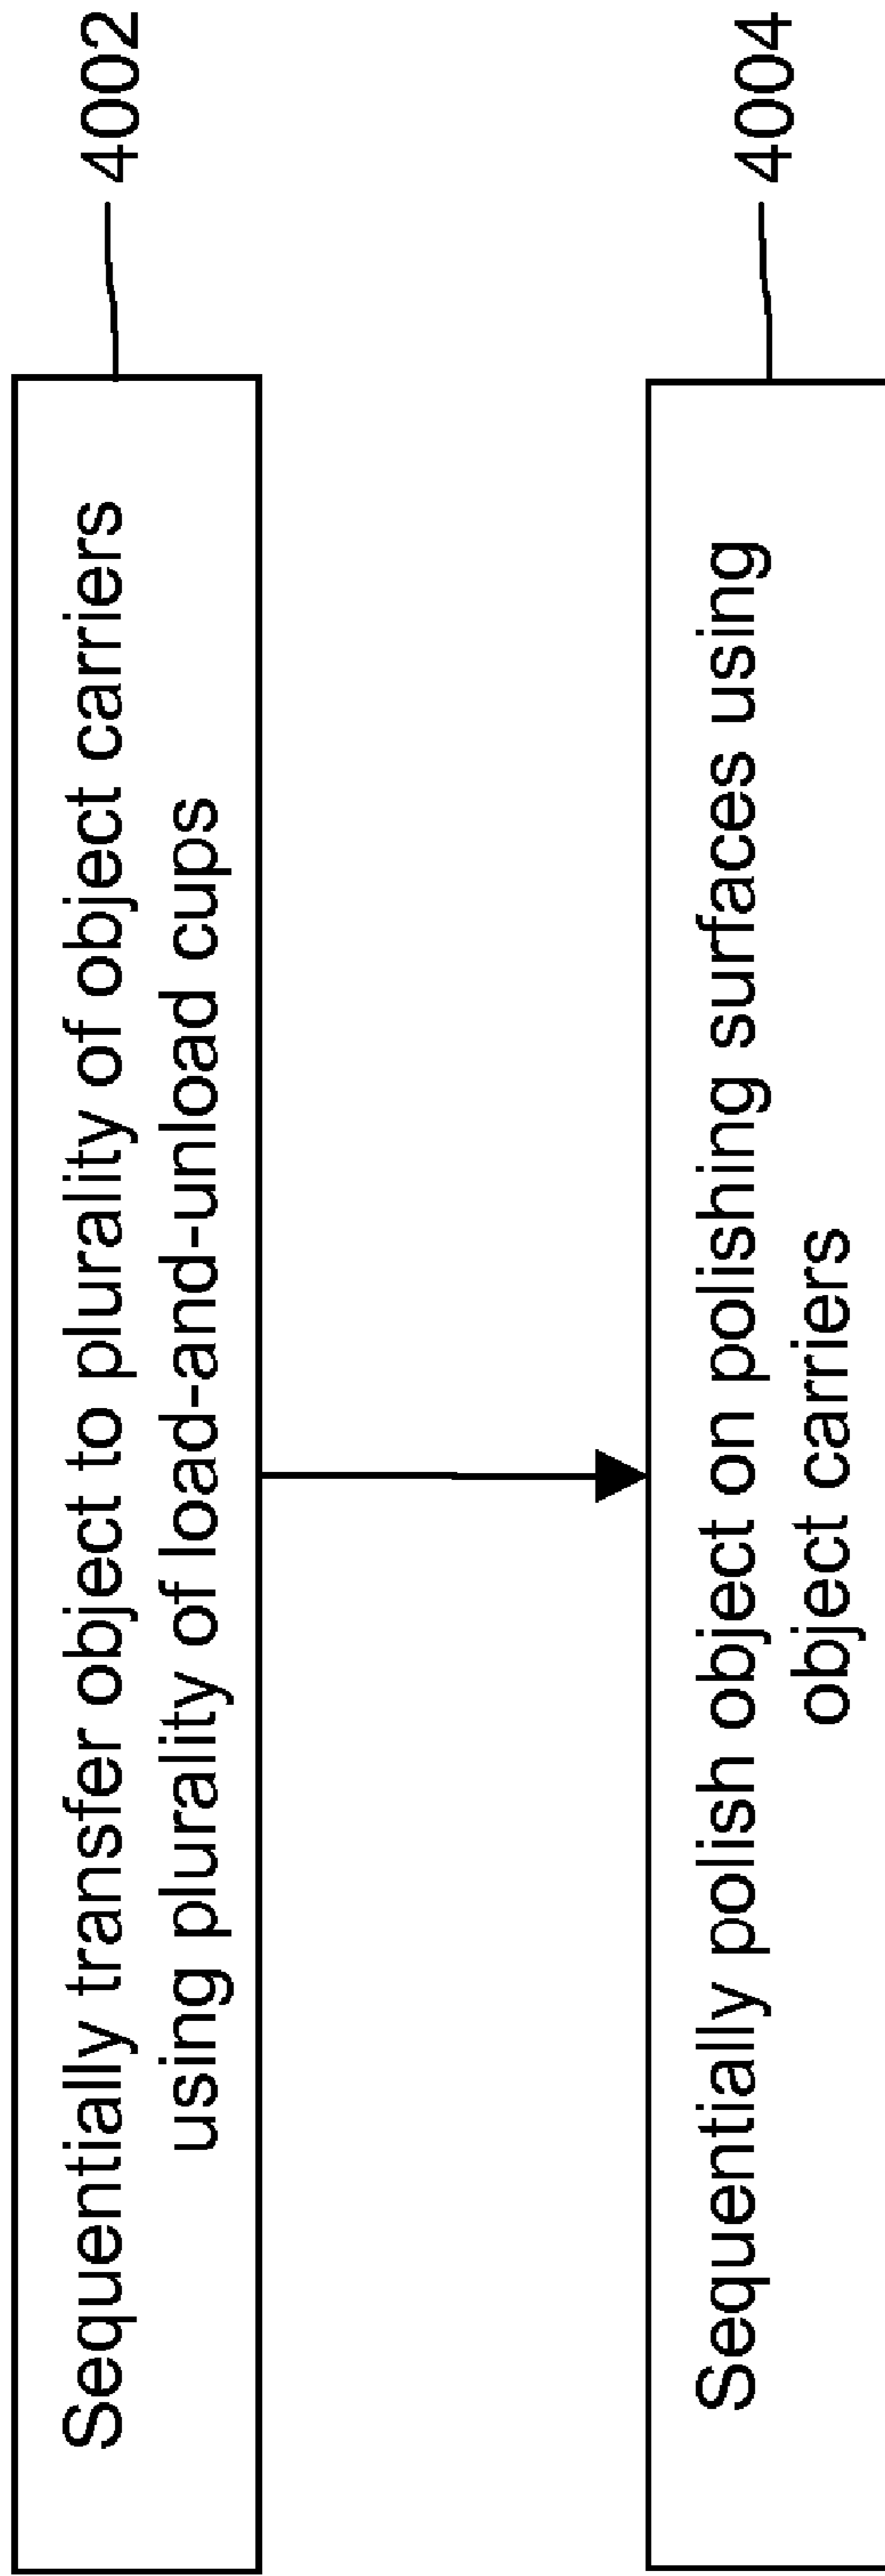 Sequentially transfer object to plurality of object carriers
using plurality of load-and-unload cups
4002
Sequentially polish object on polishing surfaces using
object carriers
4004